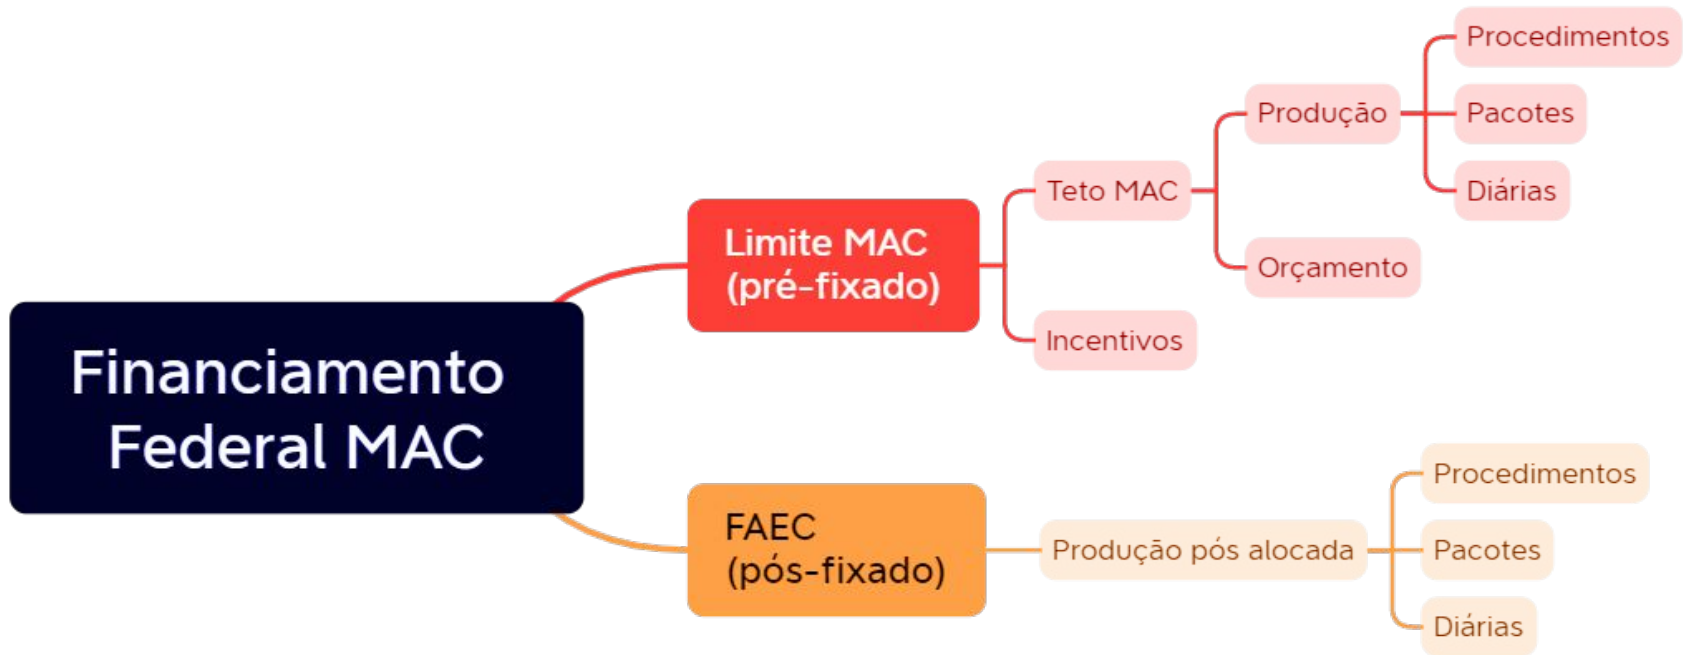 Financiamento
Federal MAC
Limite MAC
(pré-fixado)
Teto MAC
Produção
Procedimentos
Pacotes
Diárias
Orçamento
Incentivos
FAEC
(pós-fixado)
Produção pós alocada
Procedimentos
Pacotes
Diárias